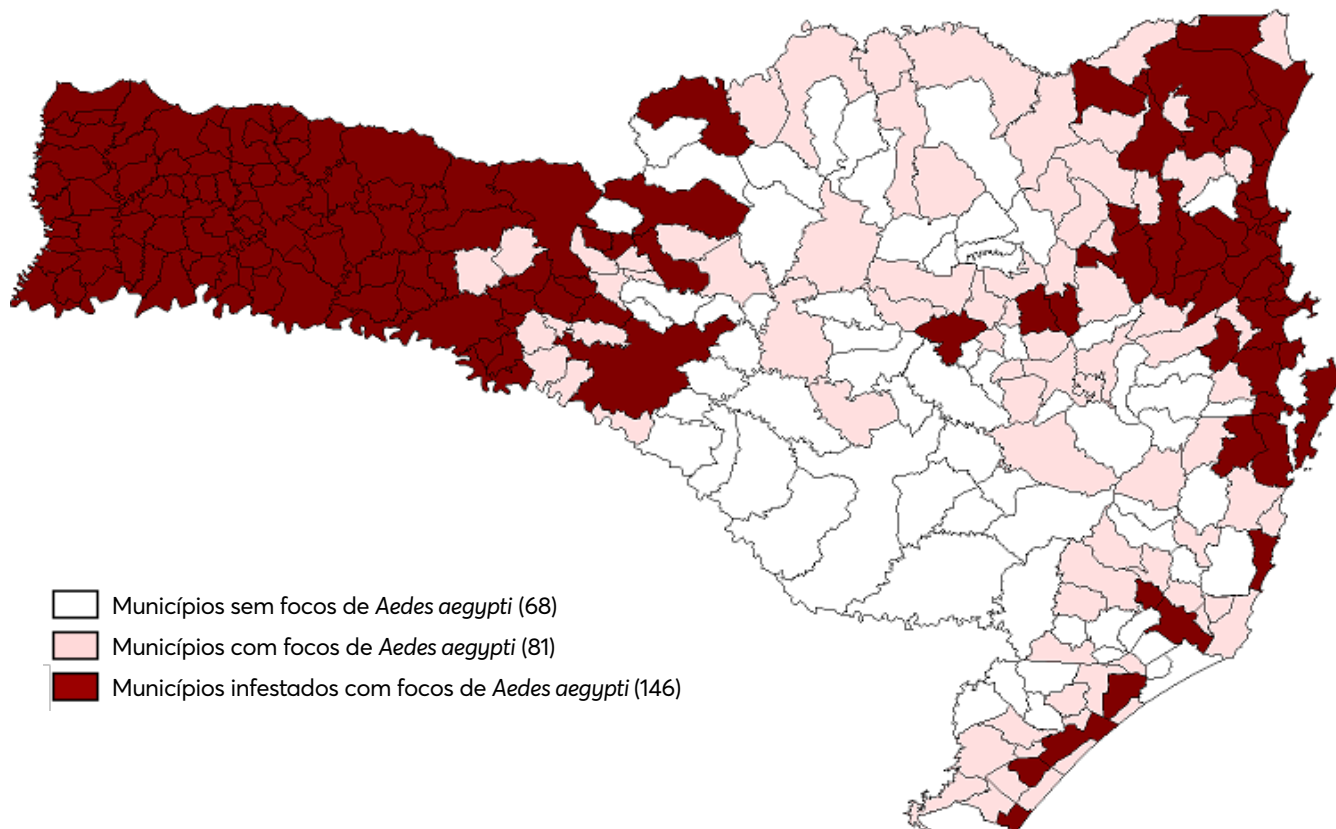 Municípios sem focos de Aedes aegypti (68)
Municípios com focos de Aedes aegypti (81)
Municípios infestados com focos de Aedes aegypti (146)